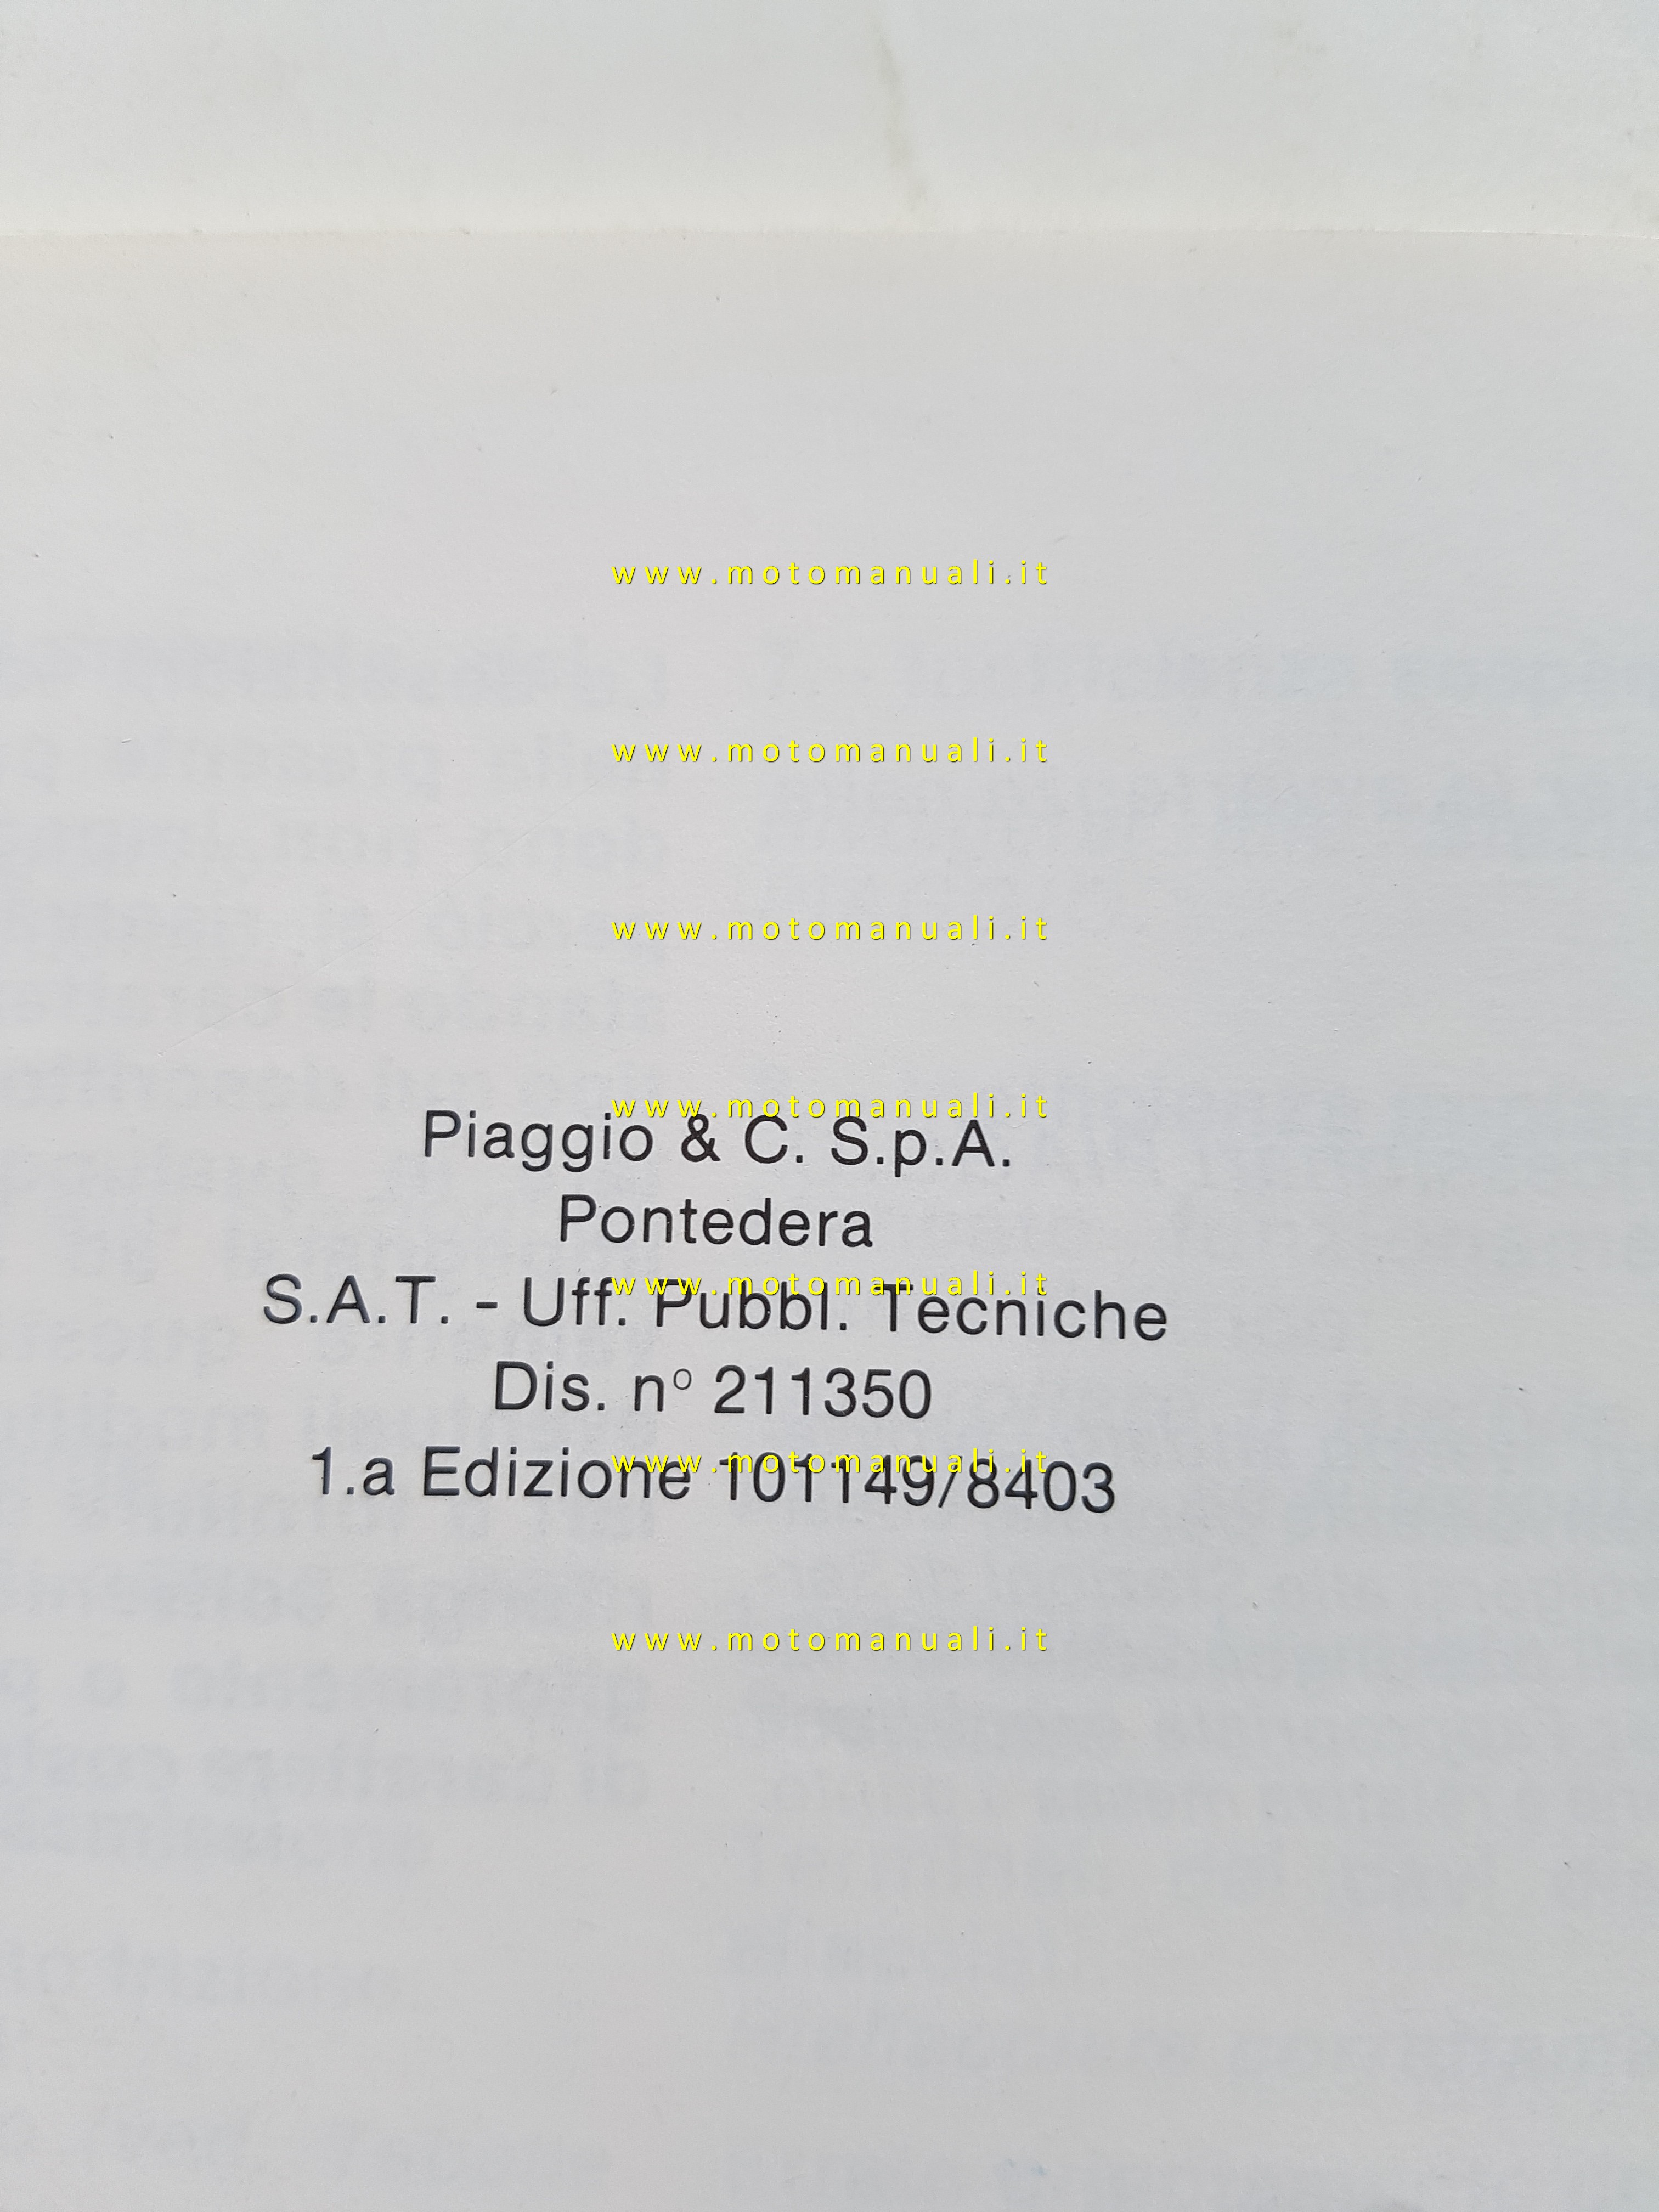 www.motomanuali.it
www.motomanuali.it
www.motomanuali.it
www.motomanuali.it
Piaggio & C. S.p.A.
Pontedera
www.motomanuali.it
S.A.T. - Uff. Pubbl. Tecniche
Dis. n° 211350
www.motomanuali.it
1.a Edizione 101149/8403
www.motomanuali.it